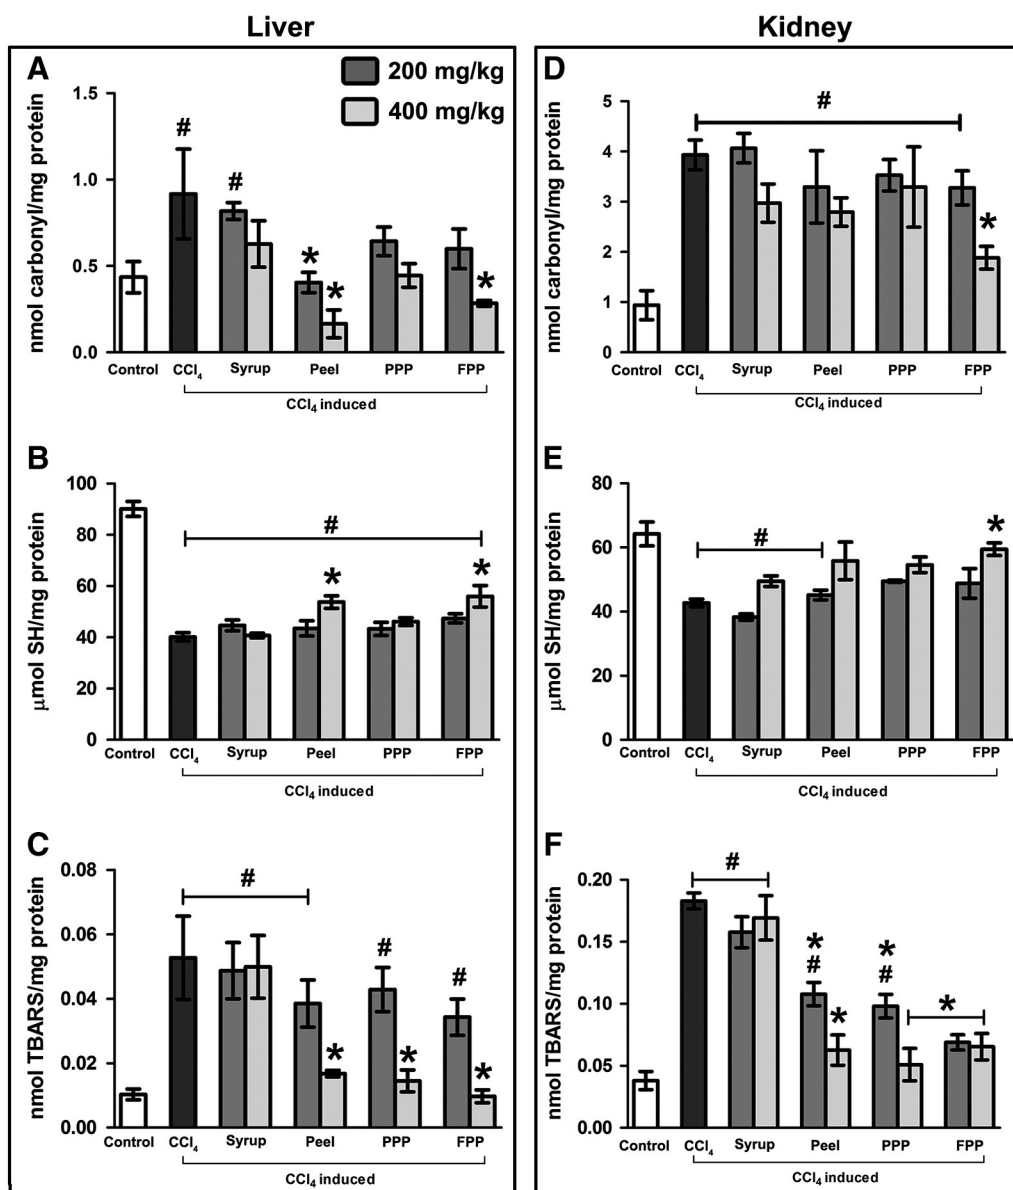 Liver
Kidney
A
200 mg/kg
400 mg/kg
nmol carbonyl/mg protein
1.5
1.0
0.5
0.0
#
#
*
*
*
Control CCl4 Syrup Peel PPP FPP
CCl4 induced
D
nmol carbonyl/mg protein
5
4
3
2
1
0
#
*
Control CCl4 Syrup Peel PPP FPP
CCl4 induced
B
μmol SH/mg protein
100
80
60
40
20
0
#
*
*
Control CCl4 Syrup Peel PPP FPP
CCl4 induced
E
μmol SH/mg protein
80
60
40
20
0
#
*
Control CCl4 Syrup Peel PPP FPP
CCl4 induced
C
nmol TBARS/mg protein
0.08
0.06
0.04
0.02
0.00
#
#
#
*
*
*
Control CCl4 Syrup Peel PPP FPP
CCl4 induced
F
nmol TBARS/mg protein
0.20
0.15
0.10
0.05
0.00
#
* *
# #
* *
Control CCl4 Syrup Peel PPP FPP
CCl4 induced